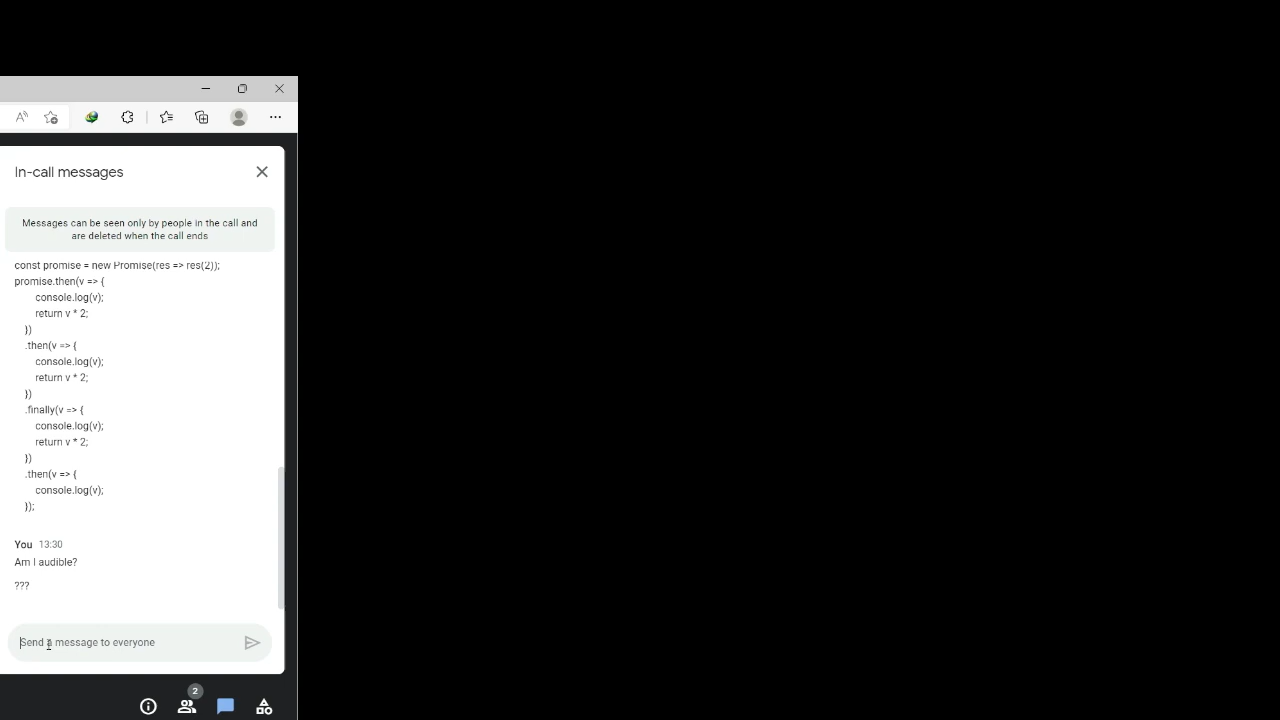 In-call messages
Messages can be seen only by people in the call and
are deleted when the call ends
const promise = new Promise(res => res(2));
promise.then(v => {
console.log(v);
return v * 2;
})
.then(v => {
console.log(v);
return v * 2;
})
.finally(v => {
console.log(v);
return v * 2;
})
.then(v => {
console.log(v);
});
You 13:30
Am I audible?
???
Send a message to everyone
2